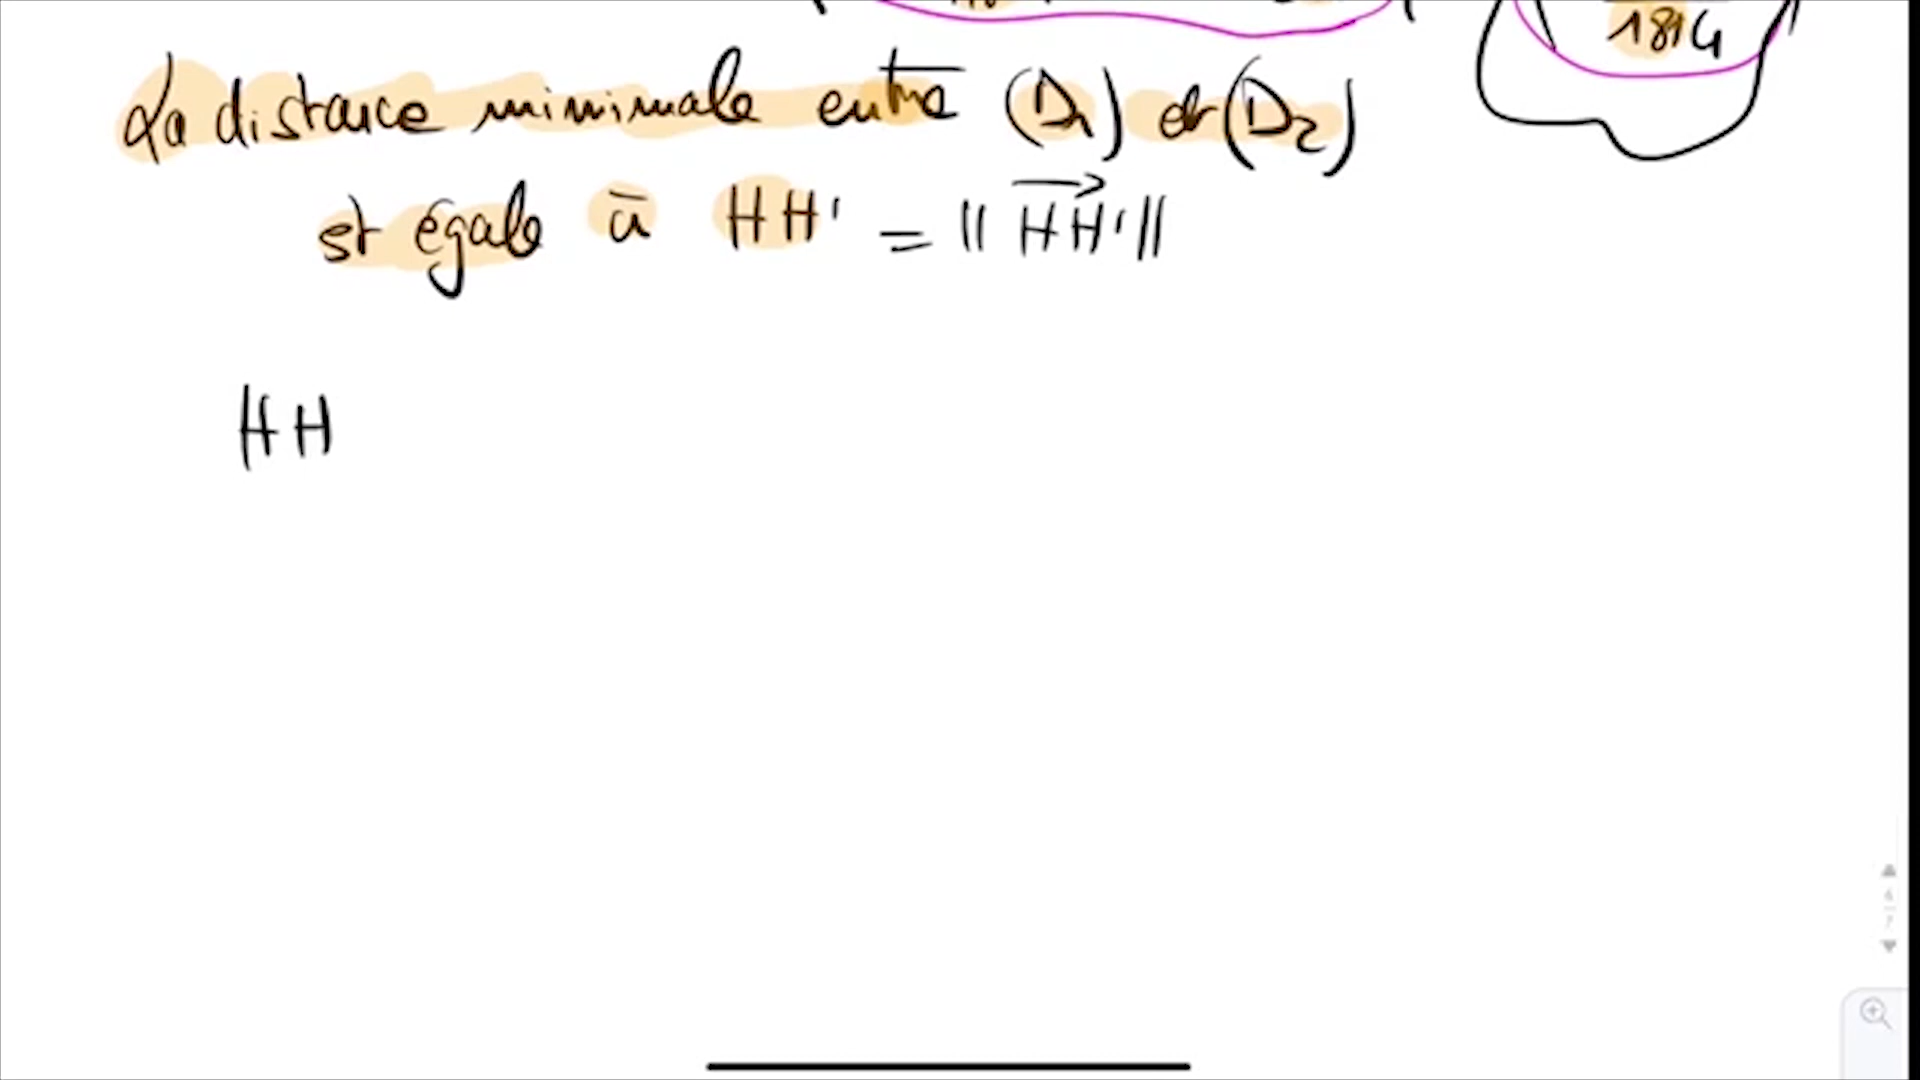 1814
La distance minimale entre (D1) et (D2)
est égale à HH' = || HH' ||
HH